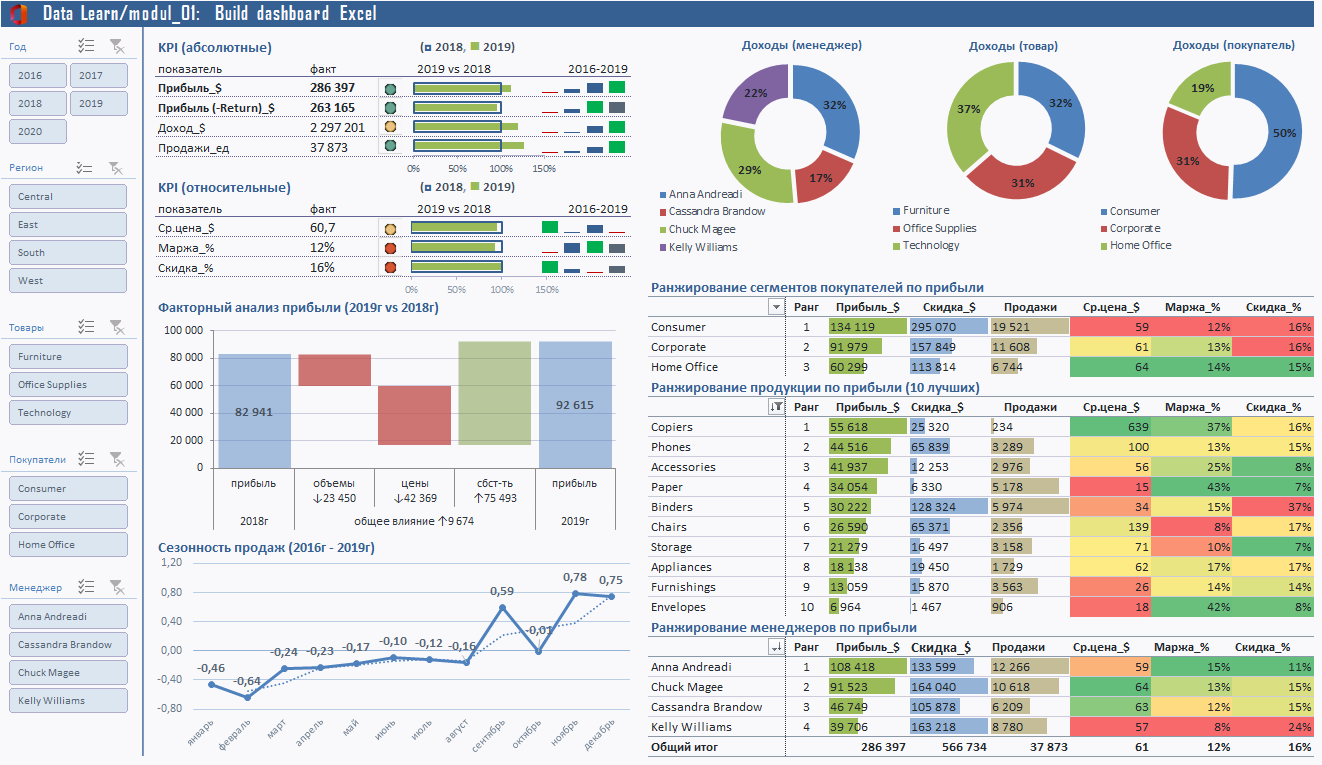 Data Learn/modul_01: Build dashboard Excel
Год
2016 2017
2018 2019
2020
Регион
Central
East
South
West
Товары
Furniture
Office Supplies
Technology
Покупатели
Consumer
Corporate
Home Office
Менеджер
Anna Andreadi
Cassandra Brandow
Chuck Magee
Kelly Williams
KPI (абсолютные) (2018, 2019)
показатель факт 2019 vs 2018 2016-2019
Прибыль_$ 286 397
Прибыль (-Return)_$ 263 165
Доход_$ 2 297 201
Продажи_ед 37 873
0% 50% 100% 150%
KPI (относительные) (2018, 2019)
показатель факт 2019 vs 2018 2016-2019
Ср.цена_$ 60,7
Маржа_% 12%
Скидка_% 16%
0% 50% 100% 150%
Факторный анализ прибыли (2019г vs 2018г)
100 000
80 000
60 000
40 000
20 000
0
82 941
92 615
прибыль объемы цены сбст-ть прибыль
↓23 450 ↓42 369 ↑75 493
2018г общее влияние ↑9 674 2019г
Сезонность продаж (2016г - 2019г)
1,20
0,80
0,40
0,00
-0,40
-0,80
-0,46 -0,64 -0,24 -0,23 -0,17 -0,10 -0,12 -0,16 0,59 -0,01 0,78 0,75
январь февраль март апрель май июнь июль август сентябрь октябрь ноябрь декабрь
Доходы (менеджер)
32%
17%
29%
22%
Anna Andreadi
Cassandra Brandow
Chuck Magee
Kelly Williams
Доходы (товар)
32%
31%
37%
Furniture
Office Supplies
Technology
Доходы (покупатель)
50%
31%
19%
Consumer
Corporate
Home Office
Ранжирование сегментов покупателей по прибыли
Ранг Прибыль_$ Скидка_$ Продажи Ср.цена_$ Маржа_% Скидка_%
Consumer 1 134 119 295 070 19 521 59 12% 16%
Corporate 2 91 979 157 849 11 608 61 13% 16%
Home Office 3 60 299 113 814 6 744 64 14% 15%
Ранжирование продукции по прибыли (10 лучших)
Ранг Прибыль_$ Скидка_$ Продажи Ср.цена_$ Маржа_% Скидка_%
Copiers 1 55 618 25 320 234 639 37% 16%
Phones 2 44 516 65 839 3 289 100 13% 15%
Accessories 3 41 937 12 253 2 976 56 25% 8%
Paper 4 34 054 6 330 5 178 15 43% 7%
Binders 5 30 222 128 324 5 974 34 15% 37%
Chairs 6 26 590 65 371 2 356 139 8% 17%
Storage 7 21 279 16 497 3 158 71 10% 7%
Appliances 8 18 138 19 450 1 729 62 17% 17%
Furnishings 9 13 059 15 870 3 563 26 14% 14%
Envelopes 10 6 964 1 467 906 18 42% 8%
Ранжирование менеджеров по прибыли
Ранг Прибыль_$ Скидка_$ Продажи Ср.цена_$ Маржа_% Скидка_%
Anna Andreadi 1 108 418 133 599 12 266 59 15% 11%
Chuck Magee 2 91 523 164 040 10 618 64 13% 15%
Cassandra Brandow 3 46 749 105 878 6 209 63 12% 15%
Kelly Williams 4 39 706 163 218 8 780 57 8% 24%
Общий итог 286 397 566 734 37 873 61 12% 16%